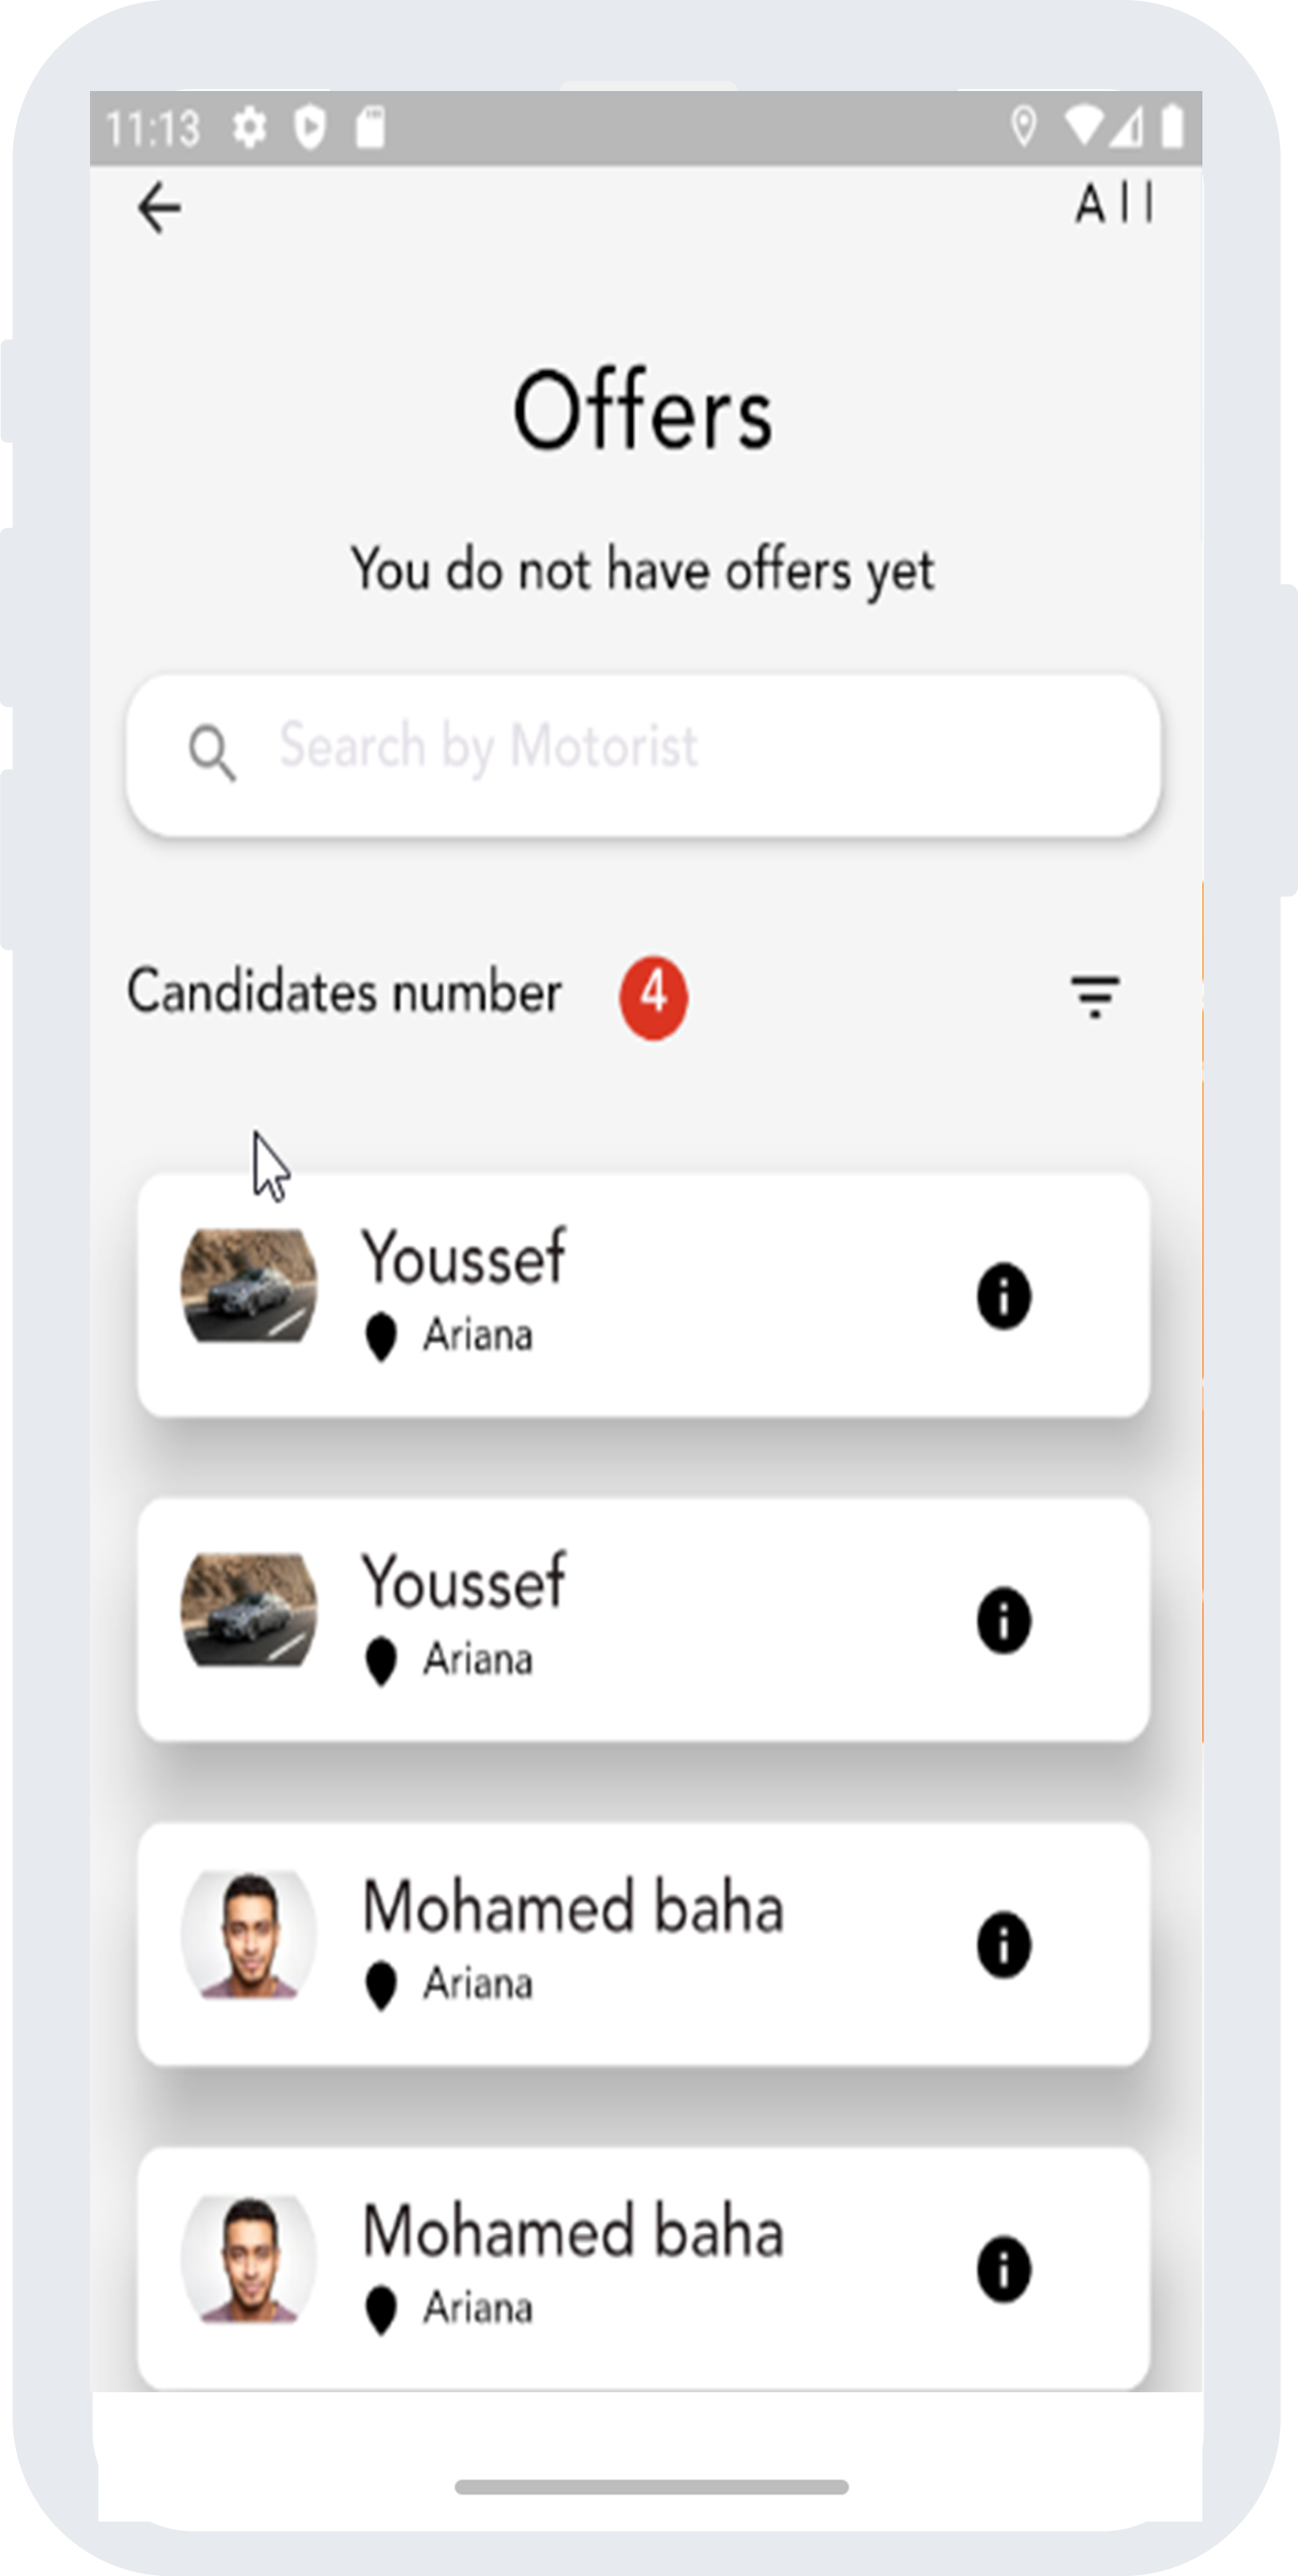 11:13
All
Offers
You do not have offers yet
Search by Motorist
Candidates number 4
Youssef
Ariana
Youssef
Ariana
Mohamed baha
Ariana
Mohamed baha
Ariana